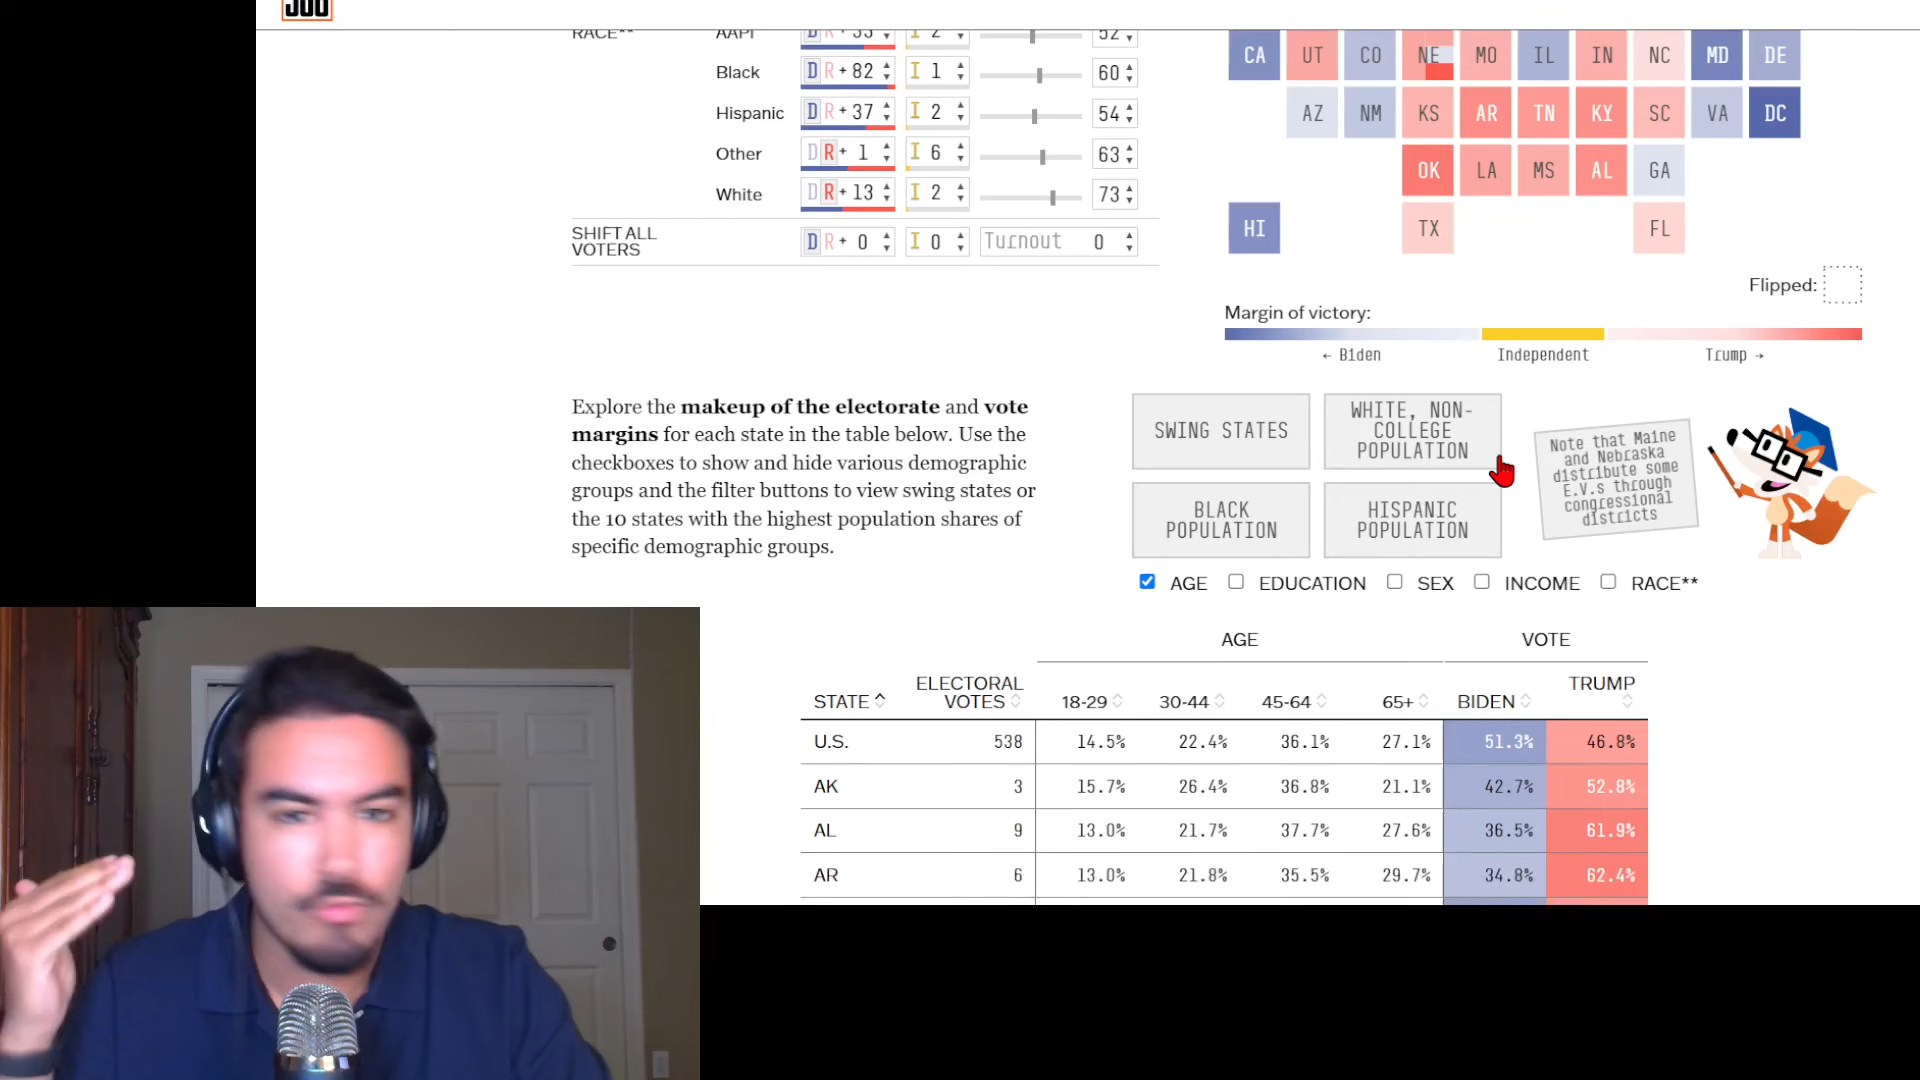 RACE**
AAPI D R + 33 I 2 52
Black D R + 82 I 1 60
Hispanic D R + 37 I 2 54
Other D R + 1 I 6 63
White D R + 13 I 2 73
SHIFT ALL
VOTERS
D R + 0 I 0 Turnout 0
CA UT CO NE MO IL IN NC MD DE
AZ NM KS AR TN KY SC VA DC
OK LA MS AL GA
HI TX FL
Flipped:
Margin of victory:
← Biden Independent Trump →
Explore the makeup of the electorate and vote
margins for each state in the table below. Use the
checkboxes to show and hide various demographic
groups and the filter buttons to view swing states or
the 10 states with the highest population shares of
specific demographic groups.
SWING STATES
WHITE, NON-
COLLEGE
POPULATION
BLACK
POPULATION
HISPANIC
POPULATION
Note that Maine
and Nebraska
distribute some
E.V.s through
congressional
districts
AGE EDUCATION SEX INCOME RACE**
AGE VOTE
STATE ELECTORAL
VOTES 18-29 30-44 45-64 65+ BIDEN TRUMP
U.S. 538 14.5% 22.4% 36.1% 27.1% 51.3% 46.8%
AK 3 15.7% 26.4% 36.8% 21.1% 42.7% 52.8%
AL 9 13.0% 21.7% 37.7% 27.6% 36.5% 61.9%
AR 6 13.0% 21.8% 35.5% 29.7% 34.8% 62.4%